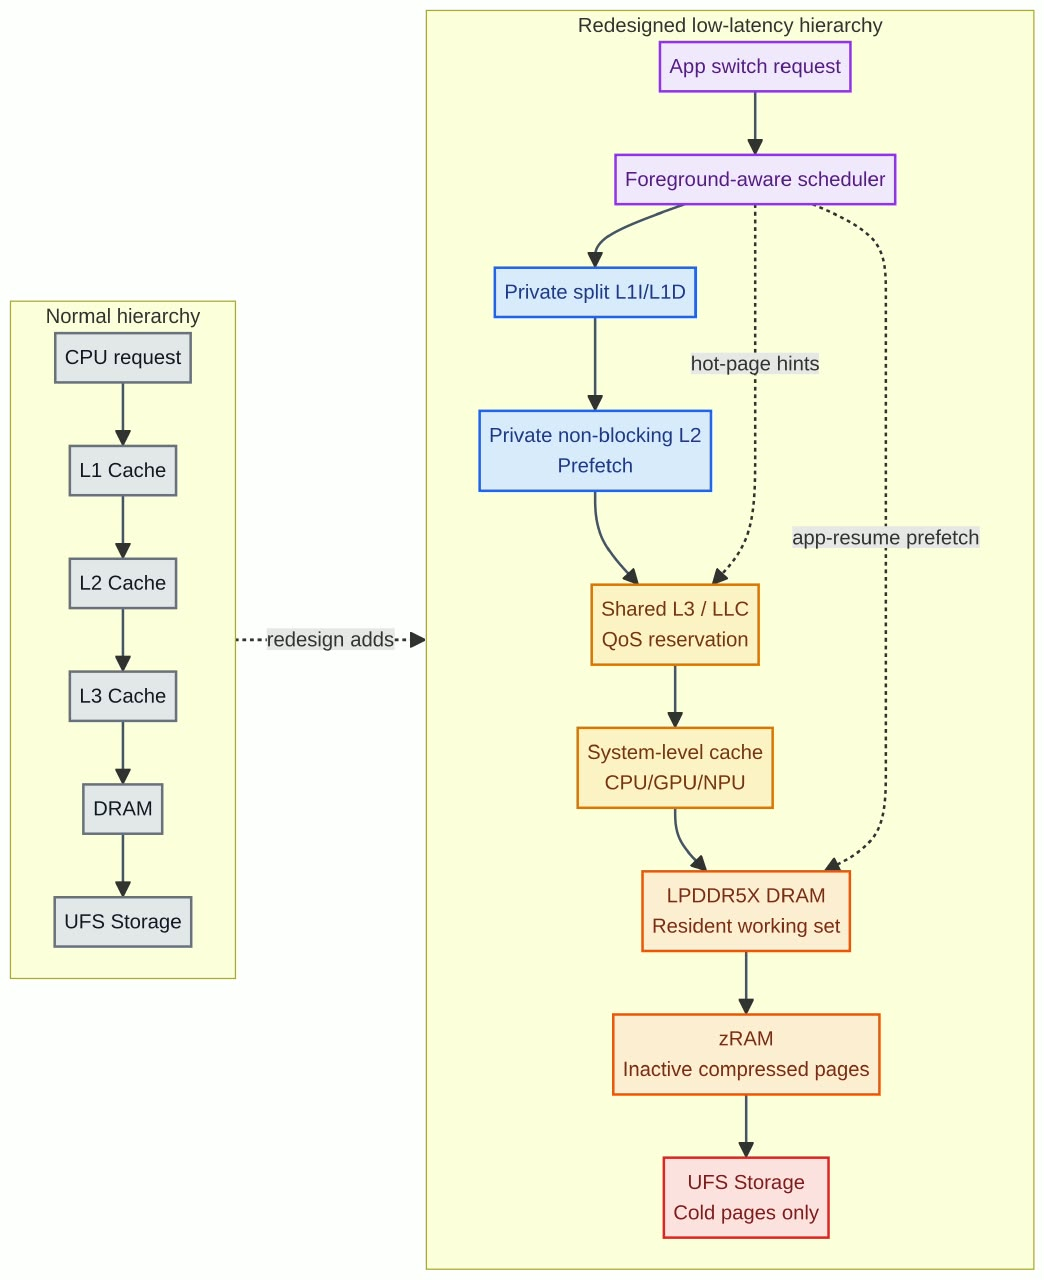 Normal hierarchy
CPU request
L1 Cache
L2 Cache
L3 Cache
DRAM
UFS Storage
redesign adds
Redesigned low-latency hierarchy
App switch request
Foreground-aware scheduler
Private split L1I/L1D
hot-page hints
Private non-blocking L2
Prefetch
app-resume prefetch
Shared L3 / LLC
QoS reservation
System-level cache
CPU/GPU/NPU
LPDDR5X DRAM
Resident working set
zRAM
Inactive compressed pages
UFS Storage
Cold pages only